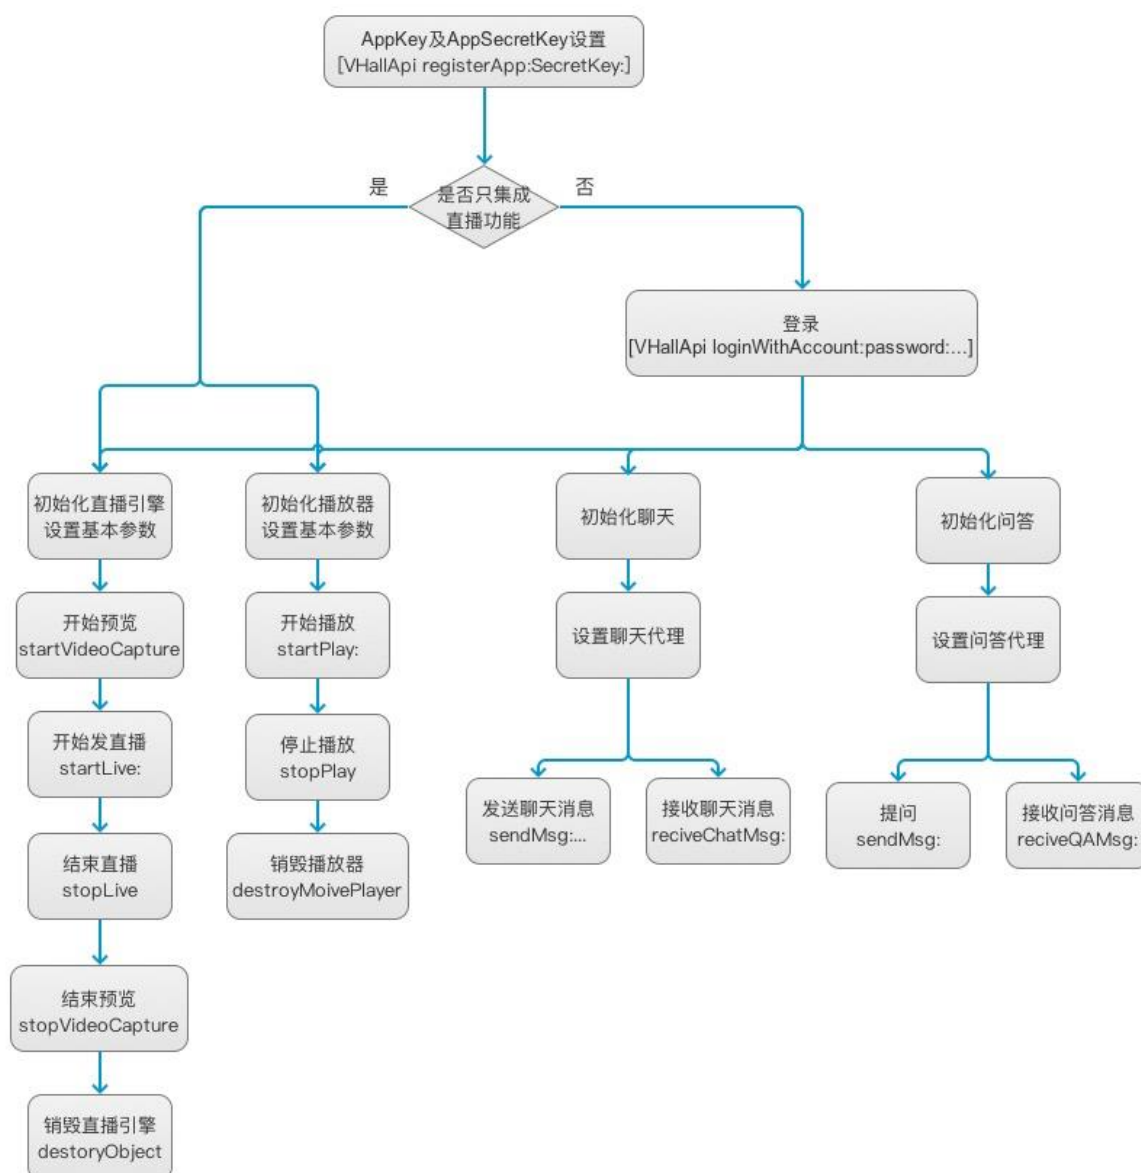 AppKey及AppSecretKey设置
[VHallApi registerApp:SecretKey:]
是
否
是否只集成
直播功能
登录
[VHallApi loginWithAccount:password:...]
初始化直播引擎
设置基本参数
初始化播放器
设置基本参数
初始化聊天
初始化问答
开始预览
startVideoCapture
开始播放
startPlay:
设置聊天代理
设置问答代理
开始发直播
startLive:
停止播放
stopPlay
发送聊天消息
sendMsg:...
接收聊天消息
reciveChatMsg:
提问
sendMsg:
接收问答消息
reciveQAMsg:
结束直播
stopLive
销毁播放器
destroyMoivePlayer
结束预览
stopVideoCapture
销毁直播引擎
destoryObject